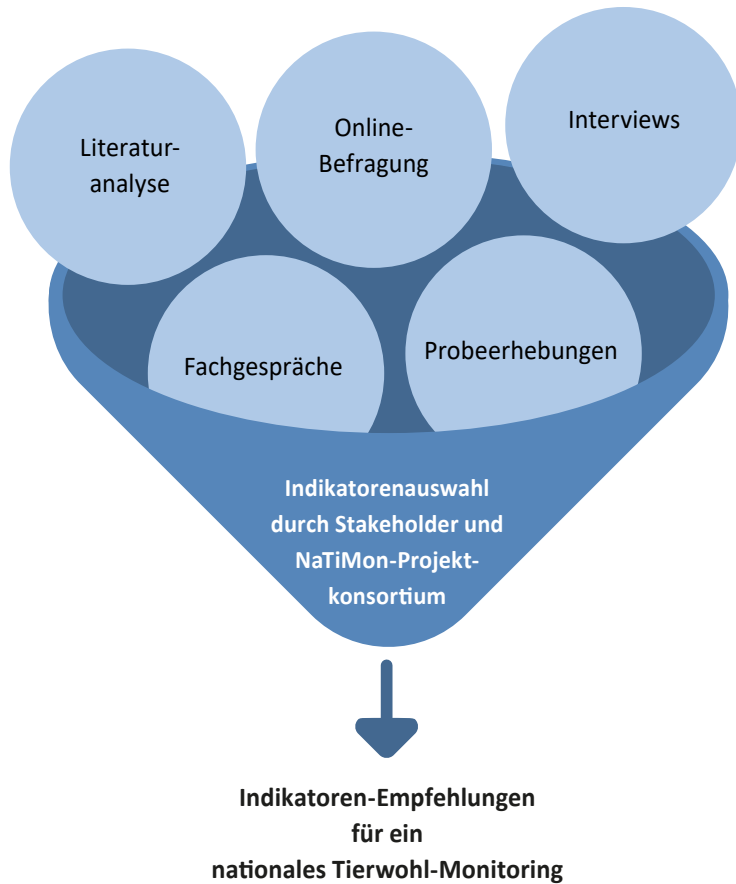 Literatur-
analyse
Online-
Befragung
Interviews
Fachgespräche
Probeerhebungen
Indikatorenauswahl
durch Stakeholder und
NaTiMon-Projekt-
konsortium
Indikatoren-Empfehlungen
für ein
nationales Tierwohl-Monitoring